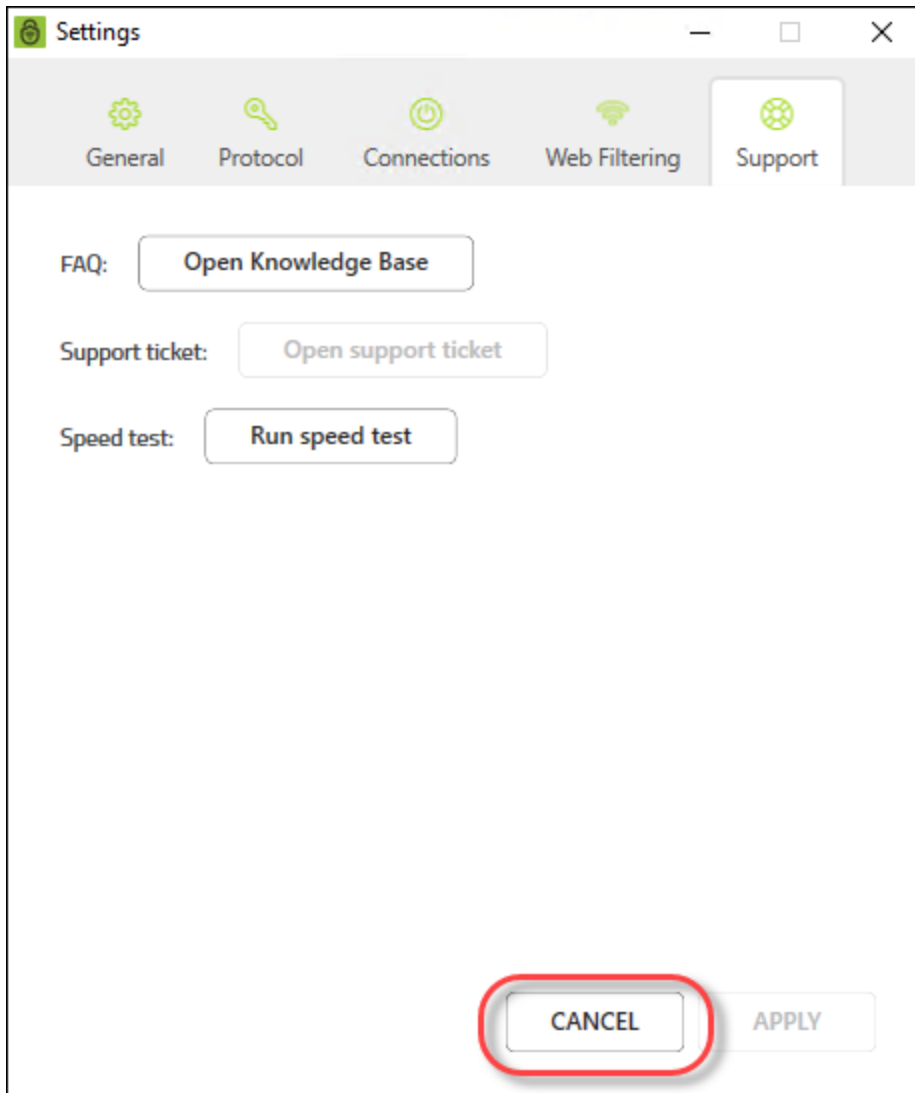 Settings
General Protocol Connections Web Filtering Support
FAQ: Open Knowledge Base
Support ticket: Open support ticket
Speed test: Run speed test
CANCEL APPLY